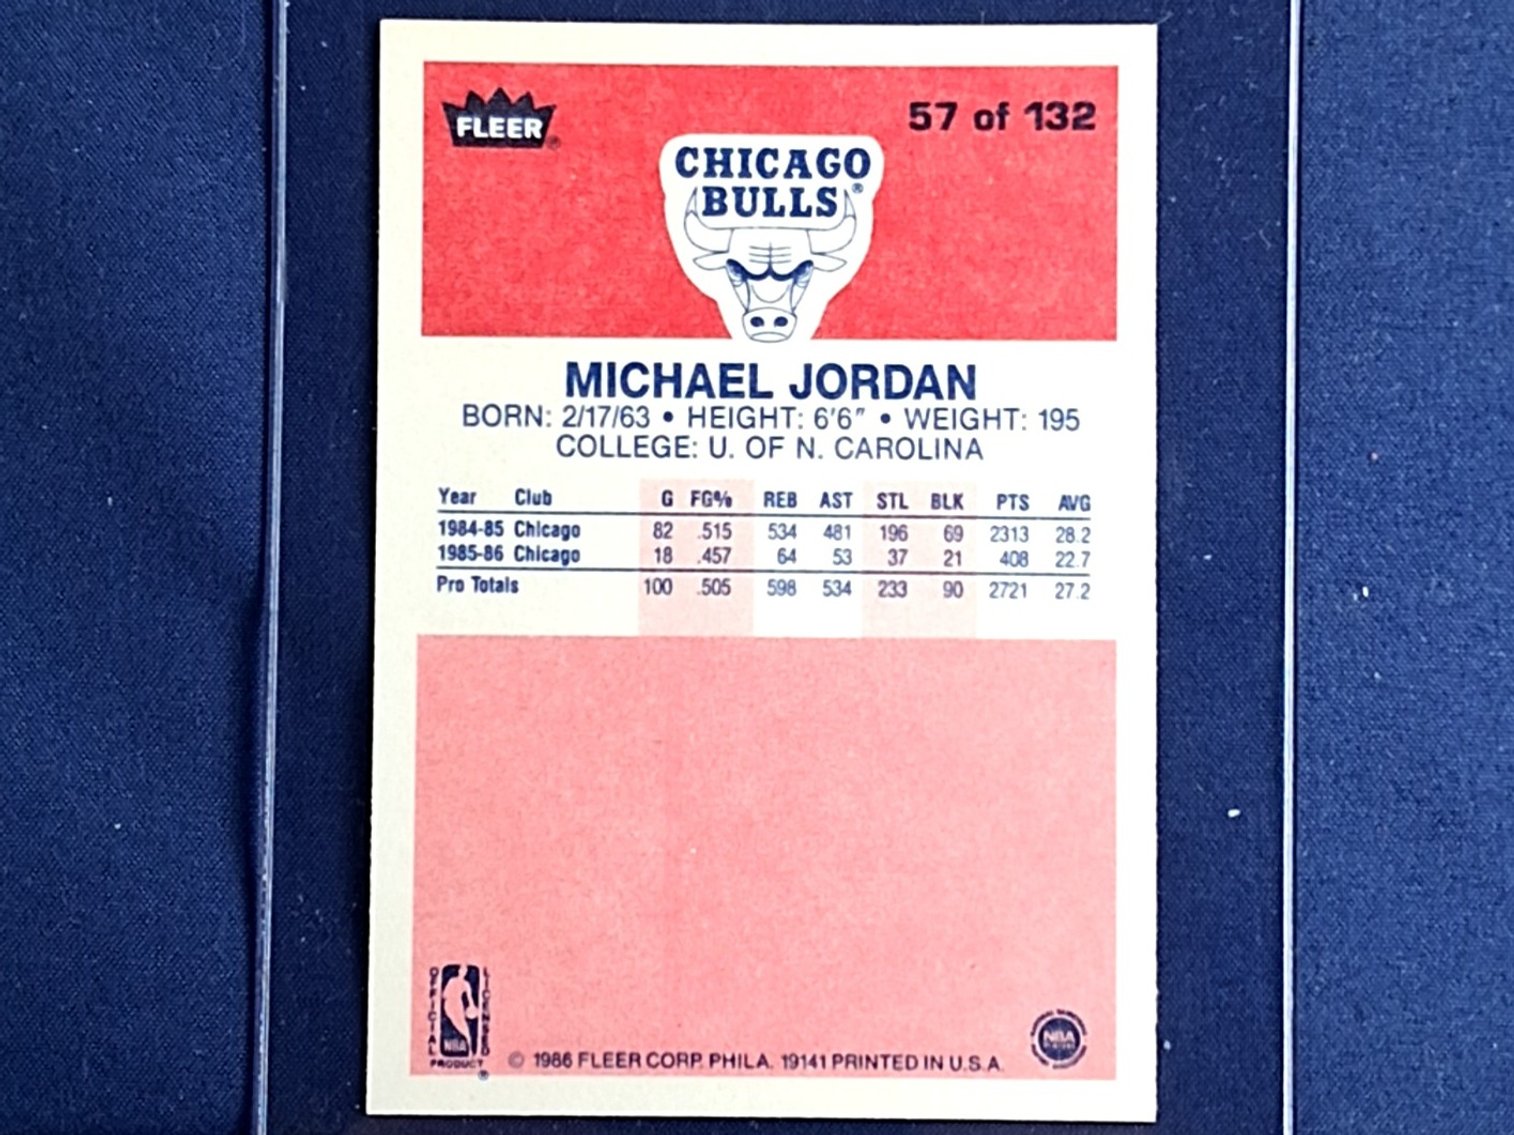 FLEER®
57 of 132
CHICAGO
BULLS®
MICHAEL JORDAN
BORN: 2/17/63 • HEIGHT: 6'6" • WEIGHT: 195
COLLEGE: U. OF N. CAROLINA
Year Club G FG% REB AST STL BLK PTS AVG
1984-85 Chicago 82 .515 534 481 196 69 2313 28.2
1985-86 Chicago 18 .457 64 53 37 21 408 22.7
Pro Totals 100 .505 598 534 233 90 2721 27.2
OFFICIAL
LICENSED
NBA
PRODUCT
®
© 1986 FLEER CORP. PHILA. 19141 PRINTED IN U.S.A.
NBA